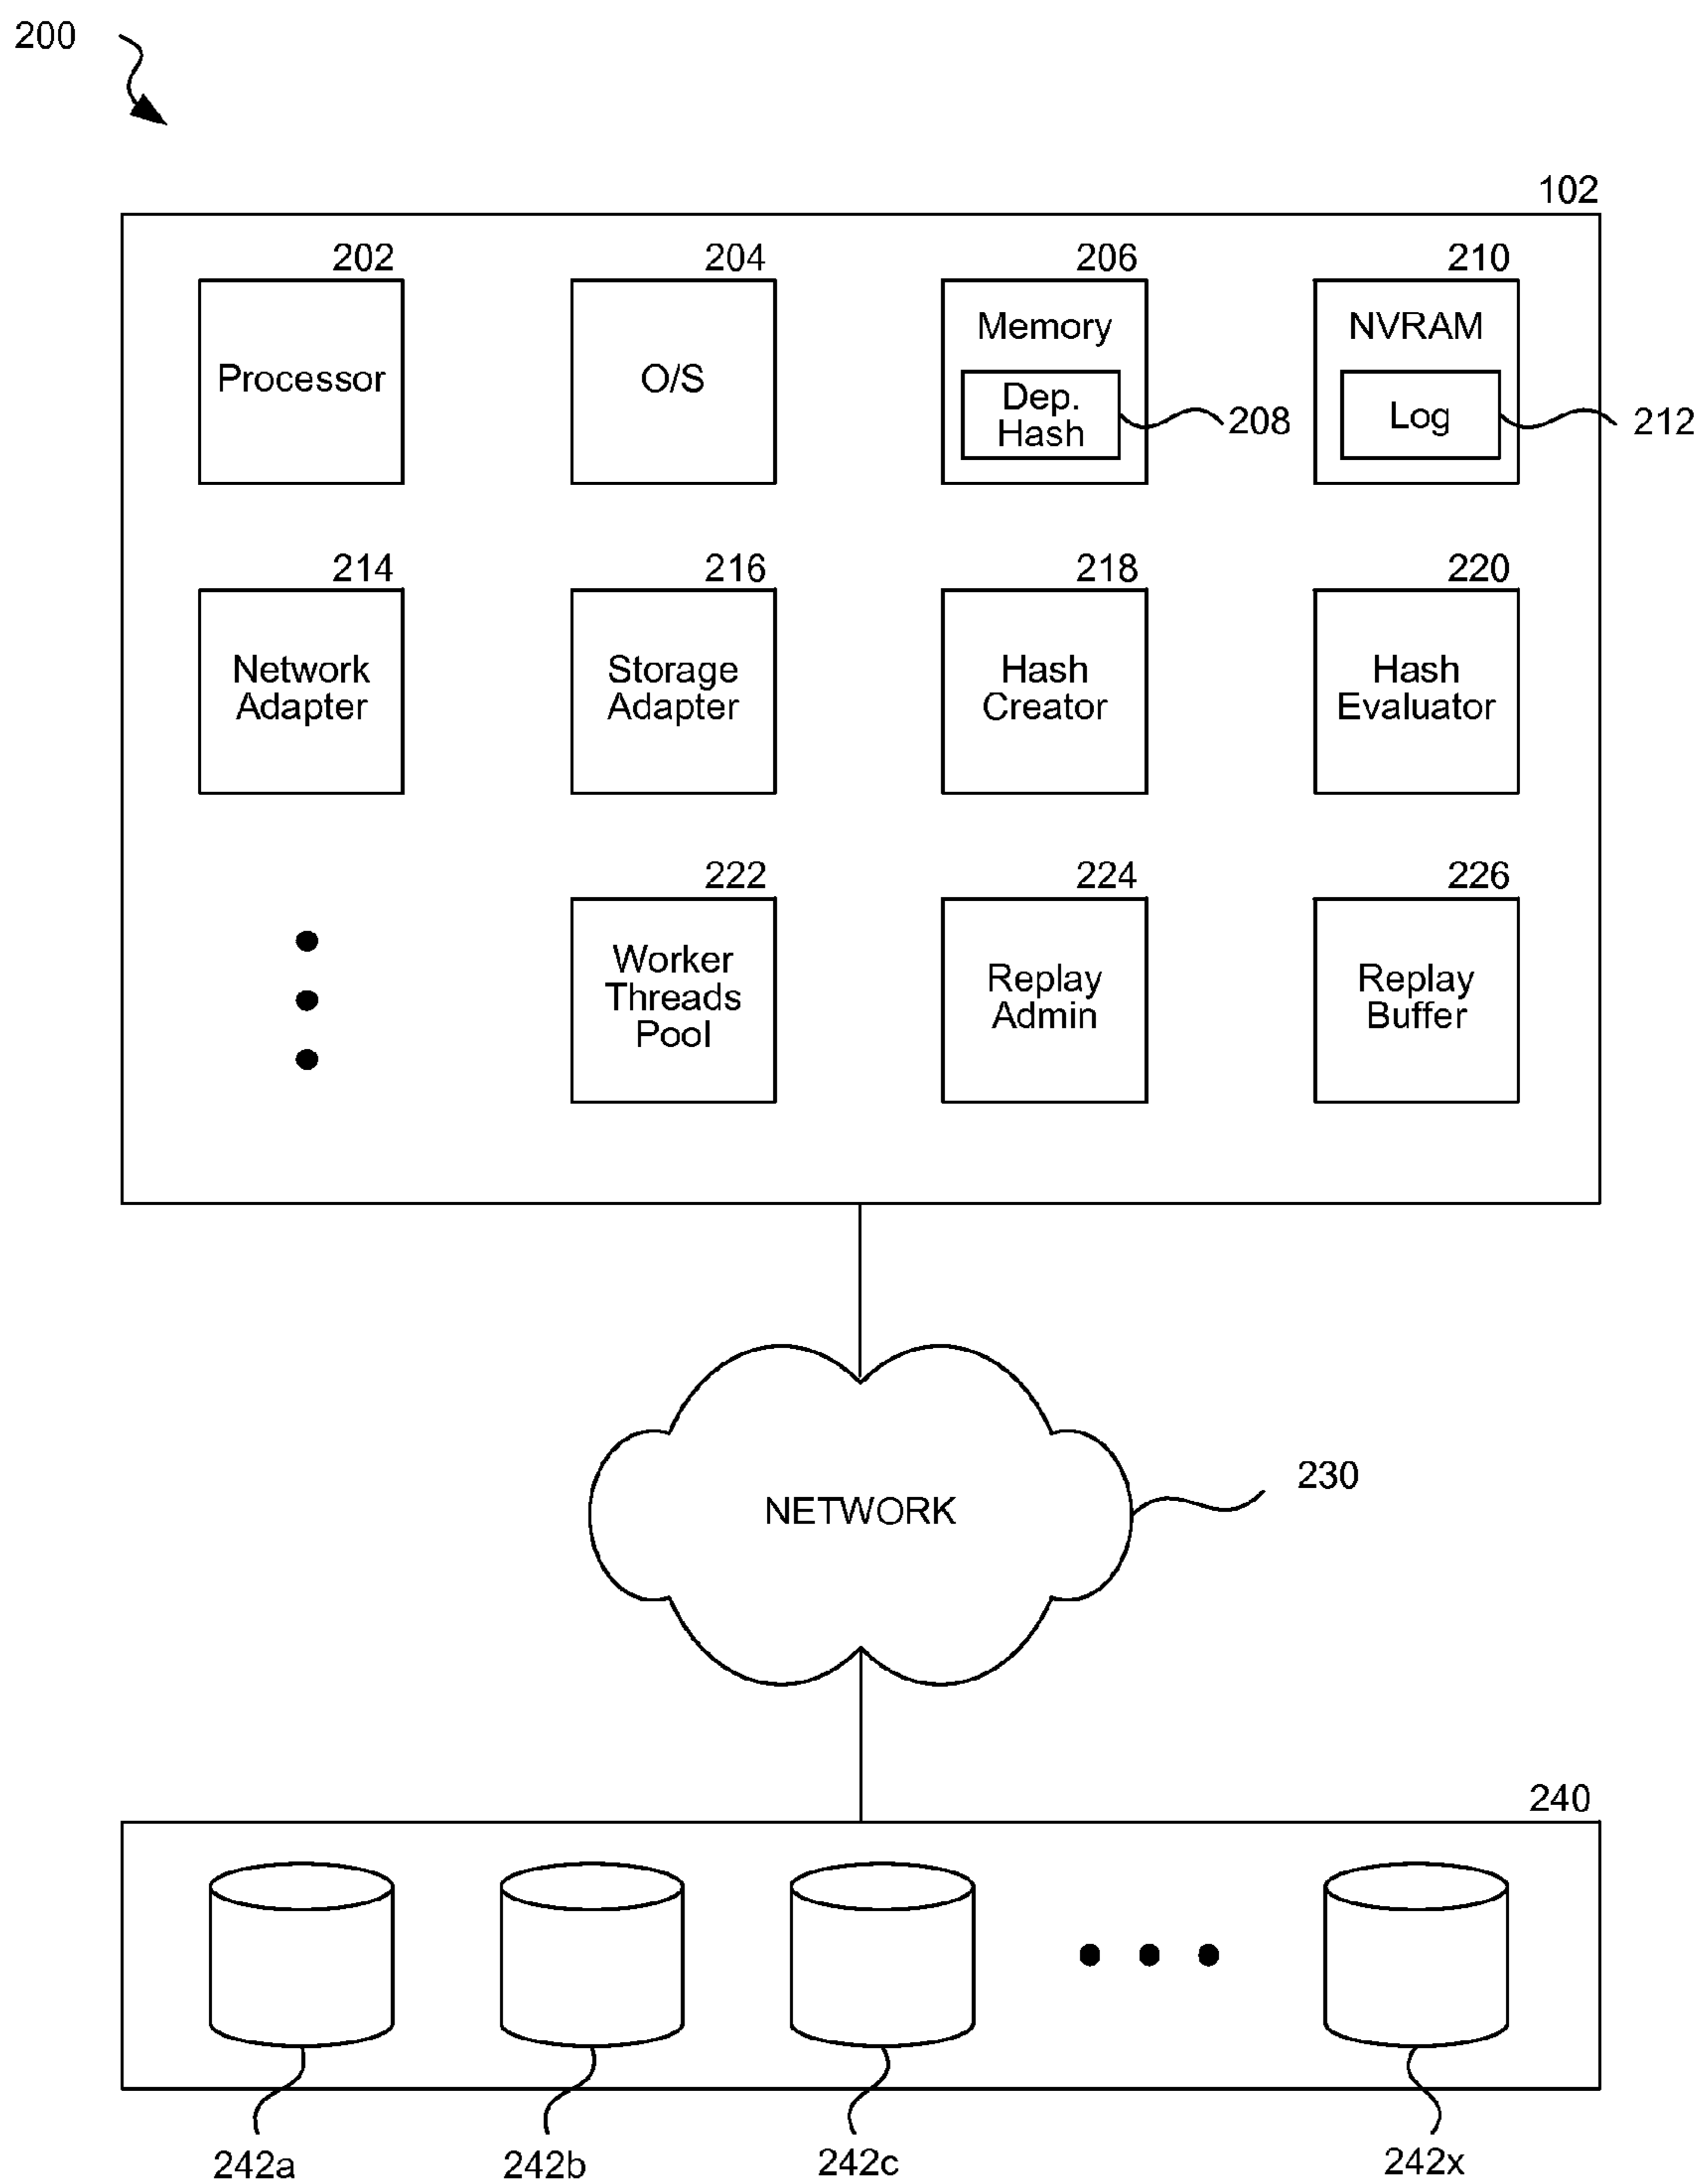 200
102
202
204
206
210
Processor
O/S
Memory
Dep.
Hash
208
NVRAM
Log
212
214
216
218
220
Network
Adapter
Storage
Adapter
Hash
Creator
Hash
Evaluator
222
224
226
Worker
Threads
Pool
Replay
Admin
Replay
Buffer
NETWORK
230
240
242a
242b
242c
242x